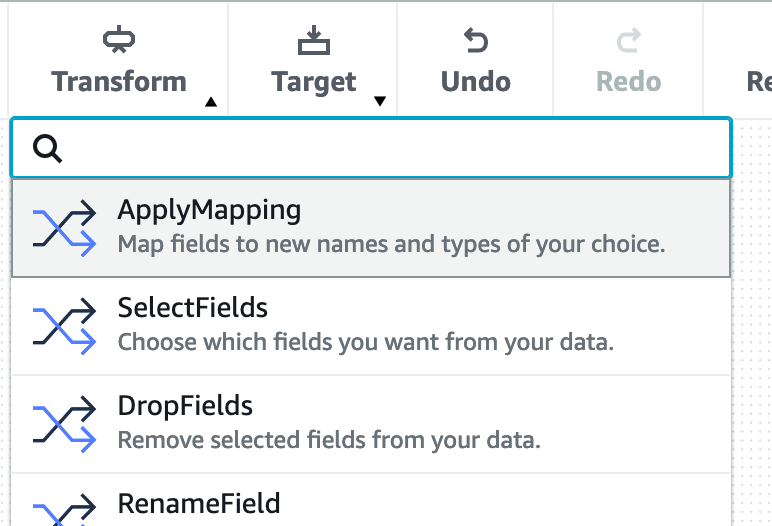 Transform
Target
Undo
Redo
ApplyMapping
Map fields to new names and types of your choice.
SelectFields
Choose which fields you want from your data.
DropFields
Remove selected fields from your data.
RenameField